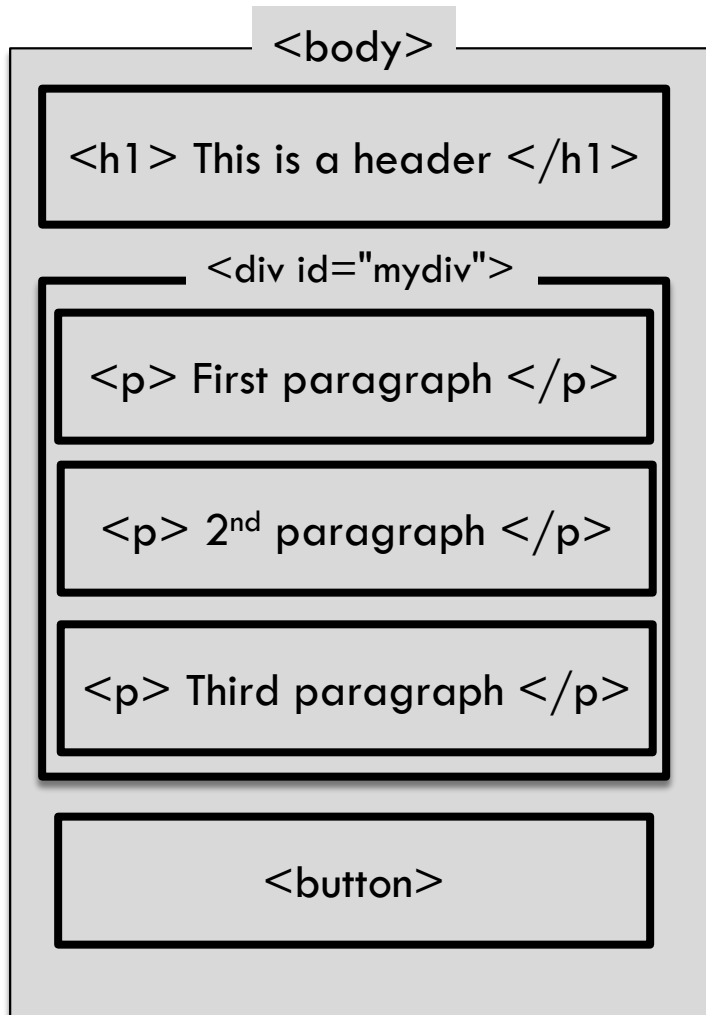 <body>
<h1> This is a header </h1>
<div id="mydiv">
<p> First paragraph </p>
<p> 2nd paragraph </p>
<p> Third paragraph </p>
<button>